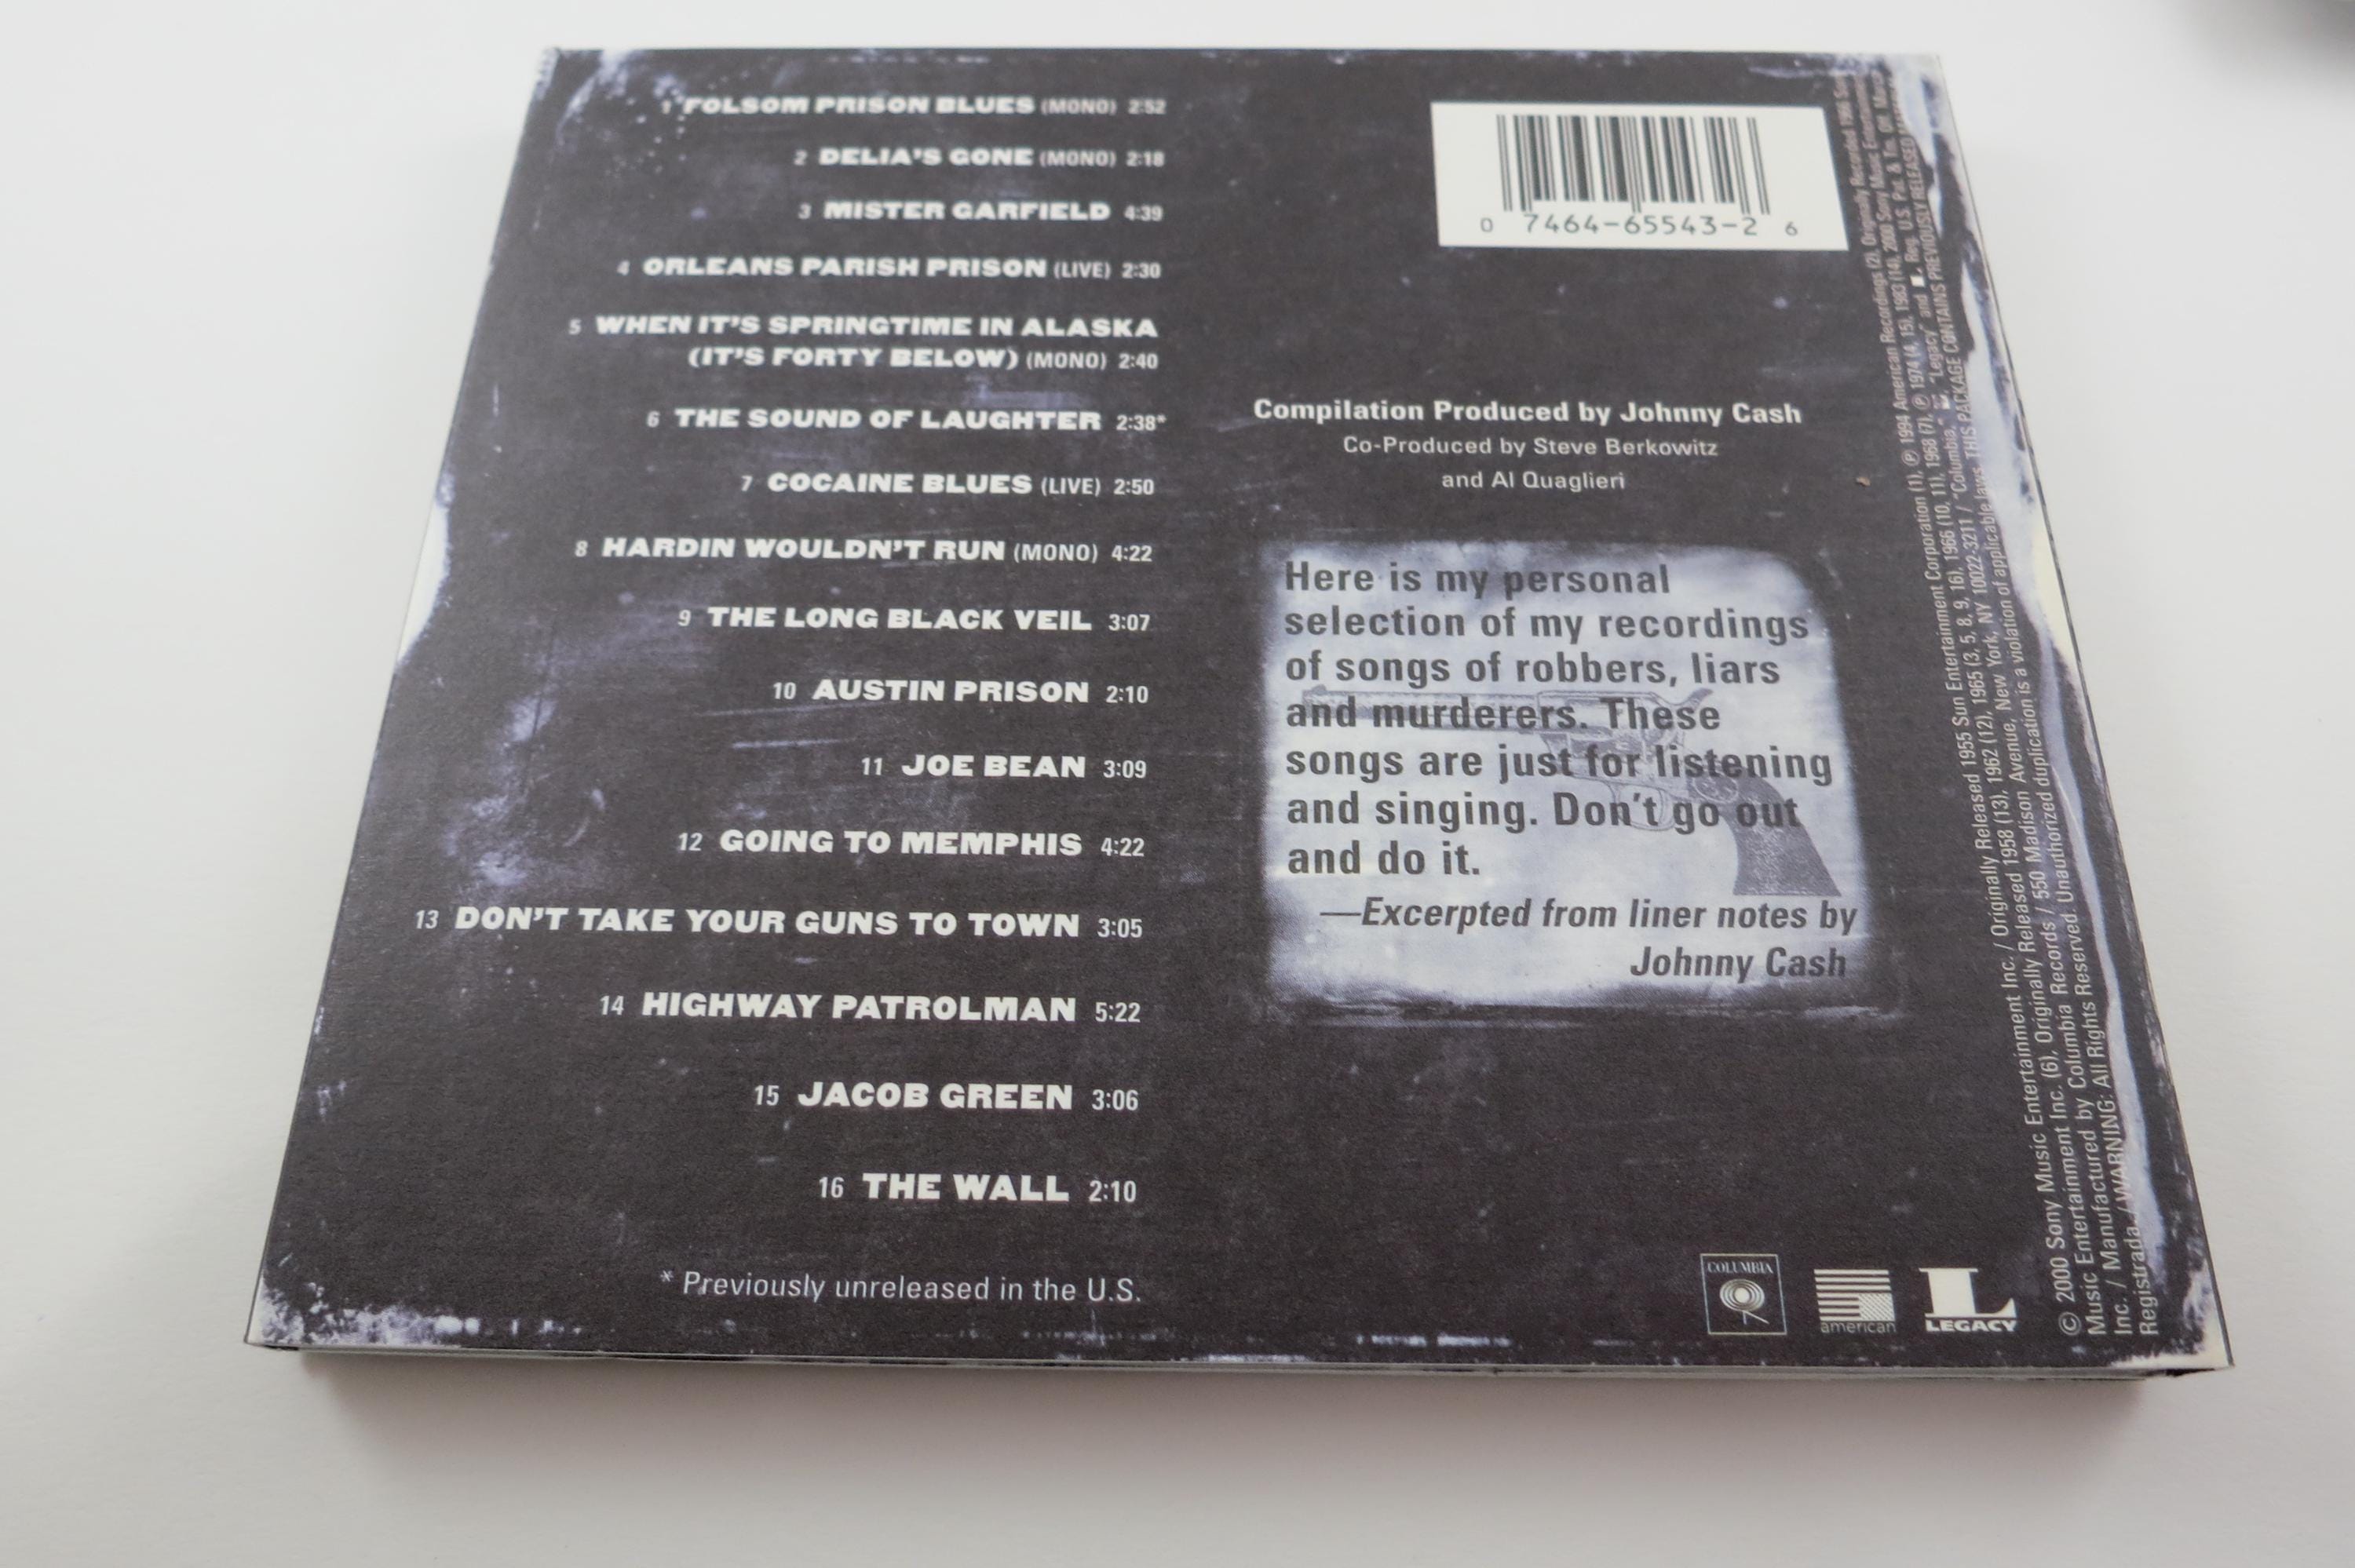 1 FOLSOM PRISON BLUES (MONO) 2:52
2 DELIA'S GONE (MONO) 2:18
3 MISTER GARFIELD 4:39
4 ORLEANS PARISH PRISON (LIVE) 2:30
5 WHEN IT'S SPRINGTIME IN ALASKA
(IT'S FORTY BELOW) (MONO) 2:40
6 THE SOUND OF LAUGHTER 2:38*
7 COCAINE BLUES (LIVE) 2:50
8 HARDIN WOULDN'T RUN (MONO) 4:22
9 THE LONG BLACK VEIL 3:07
10 AUSTIN PRISON 2:10
11 JOE BEAN 3:09
12 GOING TO MEMPHIS 4:22
13 DON'T TAKE YOUR GUNS TO TOWN 3:05
14 HIGHWAY PATROLMAN 5:22
15 JACOB GREEN 3:06
16 THE WALL 2:10
* Previously unreleased in the U.S.
0 7464-65543-2 6
Compilation Produced by Johnny Cash
Co-Produced by Steve Berkowitz
and Al Quaglieri
Here is my personal
selection of my recordings
of songs of robbers, liars
and murderers. These
songs are just for listening
and singing. Don't go out
and do it.
—Excerpted from liner notes by
Johnny Cash
COLUMBIA
american
L
LEGACY
© 2000 Sony Music Entertainment Inc. / Originally Released 1955 Sun Entertainment Corporation (1), ℗ 1994 American Recordings (2), Originally Recorded
Music Entertainment Inc. (6), Originally Released 1958 (13), 1962 (12), 1965 (3, 5, 8, 9, 16), 1966 (10, 11), 1968 (7), ℗ 1974 (4, 15), 1983 (14), 2000 Sony Music Entertainment
Inc. / Manufactured by Columbia Records / 550 Madison Avenue, New York, NY 10022-3211 / "Columbia," "Legacy" and L Reg. U.S. Pat. & Tm. Off. Marca
Registrada. / WARNING: All Rights Reserved. Unauthorized duplication is a violation of applicable laws. THIS PACKAGE CONTAINS PREVIOUSLY RELEASED